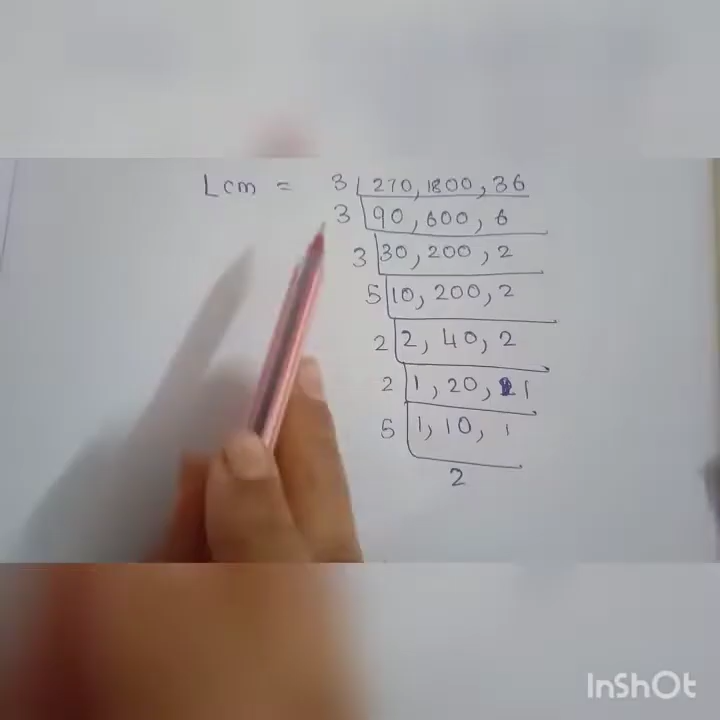 Lcm = 3 270, 1800, 36
3 90, 600, 6
3 30, 200, 2
5 10, 200, 2
2 2, 40, 2
2 1, 20, 1
5 1, 10, 1
2
InShOt